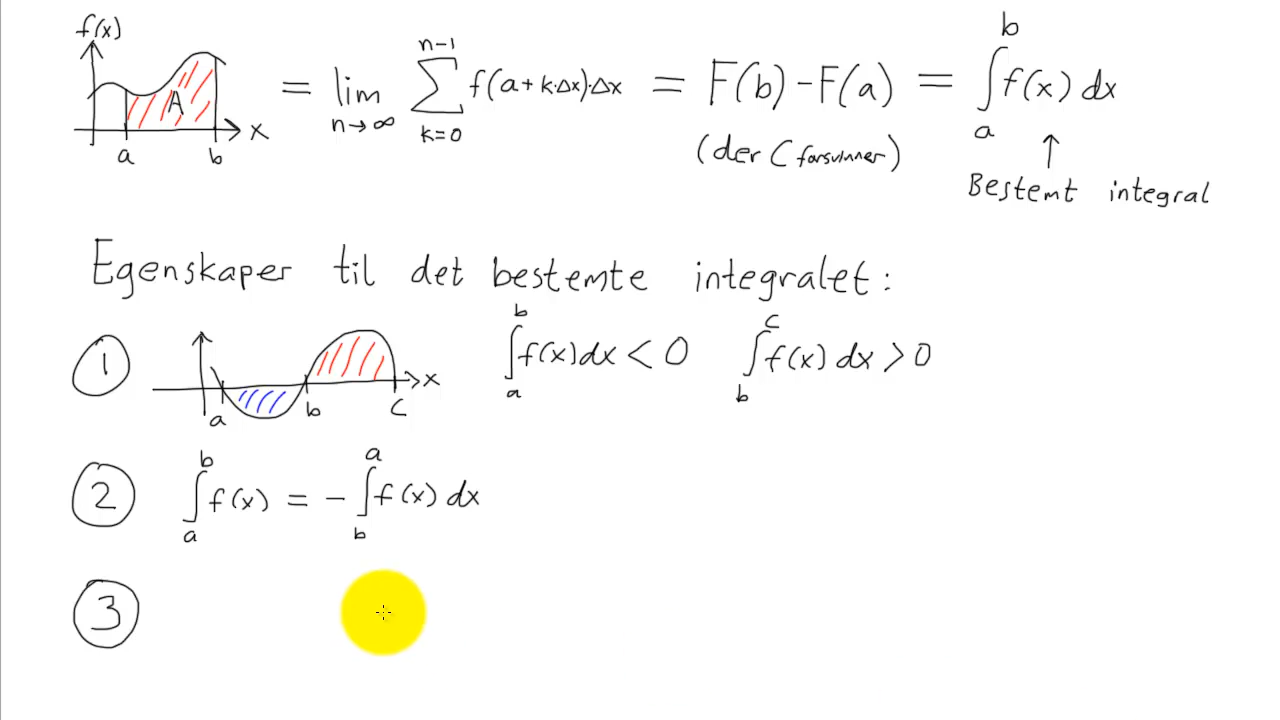 f(x) A a b x = lim n→∞ ∑ n-1 k=0 f(a+k·Δx)·Δx = F(b)-F(a) = ∫ b a f(x) dx
(der C forsvinner) ↑
Bestemt integral
Egenskaper til det bestemte integralet:
1 a b c x ∫ b a f(x)dx < 0 ∫ c b f(x) dx > 0
2 ∫ b a f(x) = - ∫ a b f(x) dx
3